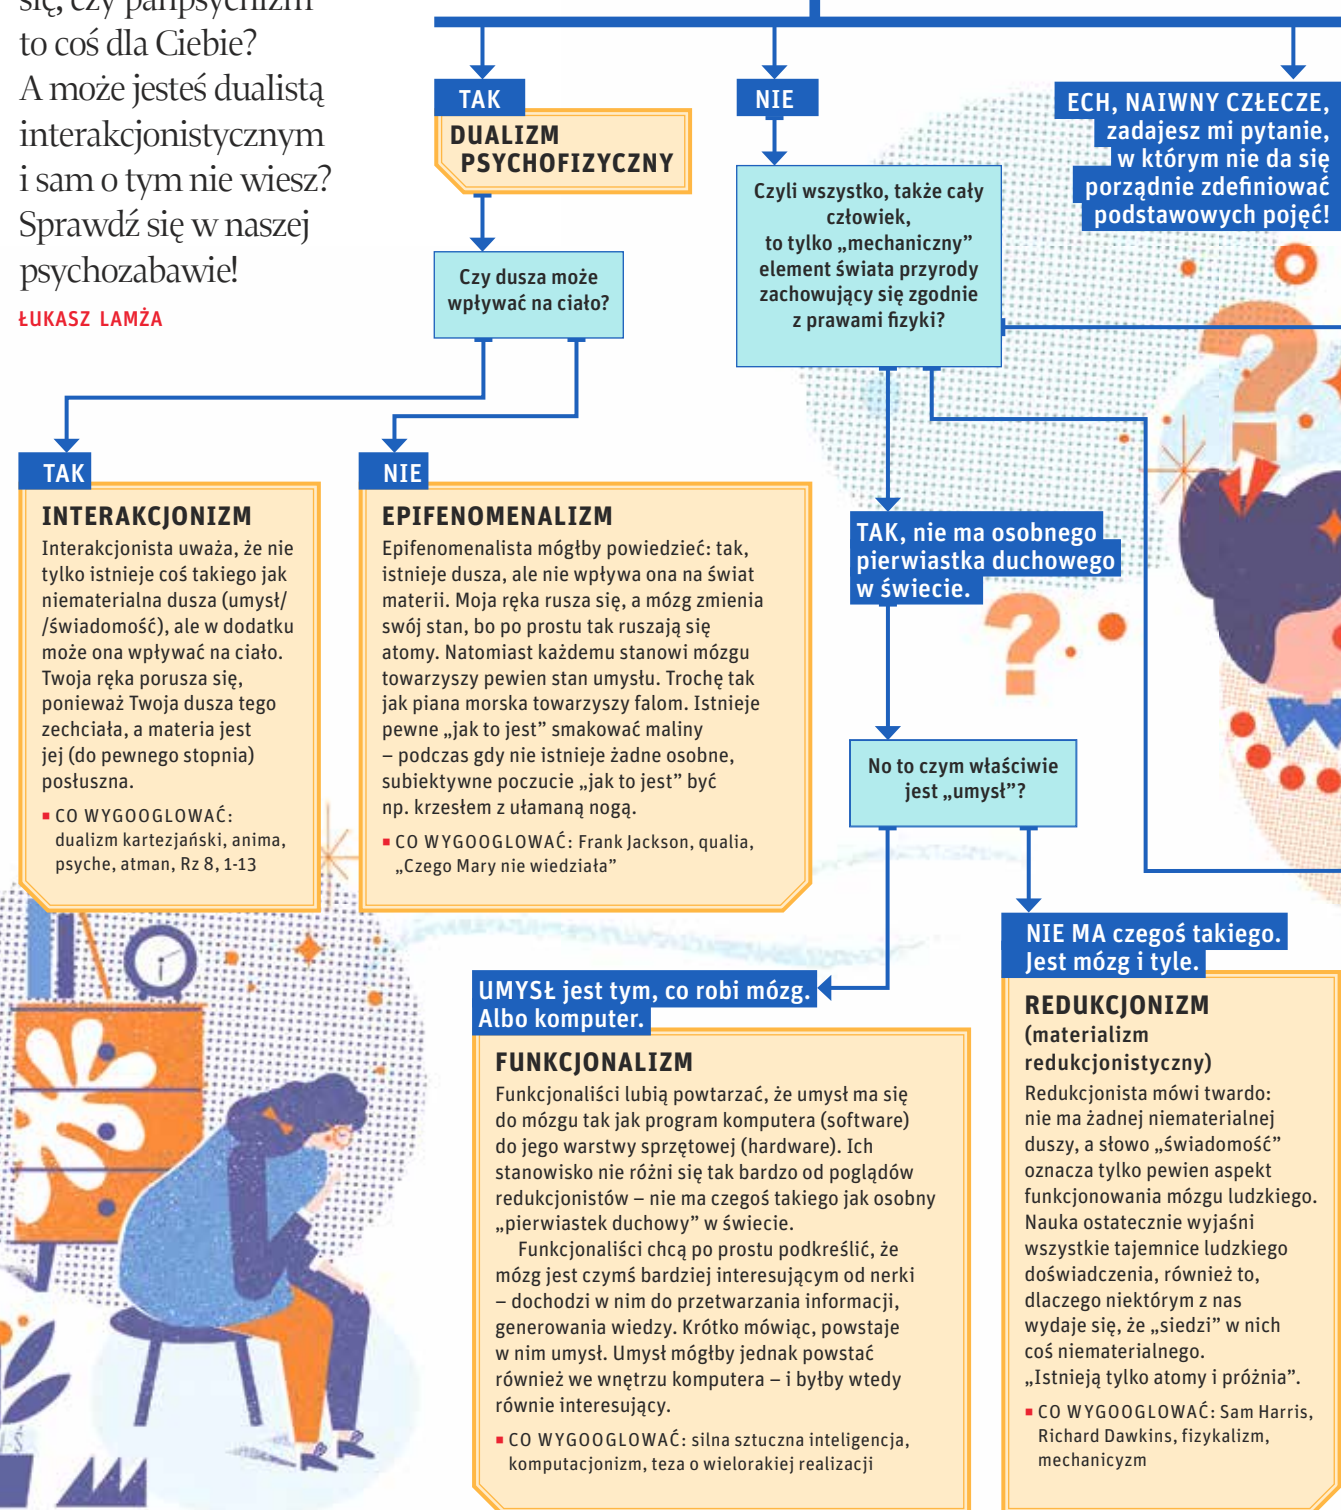 się, czy panpsychizm
to coś dla Ciebie?
A może jesteś dualistą
interakcjonistycznym
i sam o tym nie wiesz?
Sprawdź się w naszej
psychozabawie!
ŁUKASZ LAMŻA
TAK
DUALIZM
PSYCHOFIZYCZNY
Czy dusza może
wpływać na ciało?
NIE
Czyli wszystko, także cały
człowiek,
to tylko „mechaniczny”
element świata przyrody
zachowujący się zgodnie
z prawami fizyki?
ECH, NAIWNY CZŁECZE,
zadajesz mi pytanie,
w którym nie da się
porządnie zdefiniować
podstawowych pojęć!
TAK
INTERAKCJONIZM
Interakcjonista uważa, że nie
tylko istnieje coś takiego jak
niematerialna dusza (umysł/
/świadomość), ale w dodatku
może ona wpływać na ciało.
Twoja ręka porusza się,
ponieważ Twoja dusza tego
zechciała, a materia jest
jej (do pewnego stopnia)
posłuszna.
CO WYGOOGLOWAĆ:
dualizm kartezjański, anima,
psyche, atman, Rz 8, 1-13
NIE
EPIFENOMENALIZM
Epifenomenalista mógłby powiedzieć: tak,
istnieje dusza, ale nie wpływa ona na świat
materii. Moja ręka rusza się, a mózg zmienia
swój stan, bo po prostu tak ruszają się
atomy. Natomiast każdemu stanowi mózgu
towarzyszy pewien stan umysłu. Trochę tak
jak piana morska towarzyszy falom. Istnieje
pewne „jak to jest” smakować maliny
– podczas gdy nie istnieje żadne osobne,
subiektywne poczucie „jak to jest” być
np. krzesłem z ułamaną nogą.
CO WYGOOGLOWAĆ: Frank Jackson, qualia,
„Czego Mary nie wiedziała”
TAK, nie ma osobnego
pierwiastka duchowego
w świecie.
No to czym właściwie
jest „umysł”?
UMYSŁ jest tym, co robi mózg.
Albo komputer.
FUNKCJONALIZM
Funkcjonaliści lubią powtarzać, że umysł ma się
do mózgu tak jak program komputera (software)
do jego warstwy sprzętowej (hardware). Ich
stanowisko nie różni się tak bardzo od poglądów
redukcjonistów – nie ma czegoś takiego jak osobny
„pierwiastek duchowy” w świecie.
Funkcjonaliści chcą po prostu podkreślić, że
mózg jest czymś bardziej interesującym od nerki
– dochodzi w nim do przetwarzania informacji,
generowania wiedzy. Krótko mówiąc, powstaje
w nim umysł. Umysł mógłby jednak powstać
również we wnętrzu komputera – i byłby wtedy
równie interesujący.
CO WYGOOGLOWAĆ: silna sztuczna inteligencja,
komputacjonizm, teza o wielorakiej realizacji
NIE MA czegoś takiego.
Jest mózg i tyle.
REDUKCJONIZM
(materializm
redukcjonistyczny)
Redukcjonista mówi twardo:
nie ma żadnej niematerialnej
duszy, a słowo „świadomość”
oznacza tylko pewien aspekt
funkcjonowania mózgu ludzkiego.
Nauka ostatecznie wyjaśni
wszystkie tajemnice ludzkiego
doświadczenia, również to,
dlaczego niektórym z nas
wydaje się, że „siedzi” w nich
coś niematerialnego.
„Istnieją tylko atomy i próżnia”.
CO WYGOOGLOWAĆ: Sam Harris,
Richard Dawkins, fizykalizm,
mechanicyzm